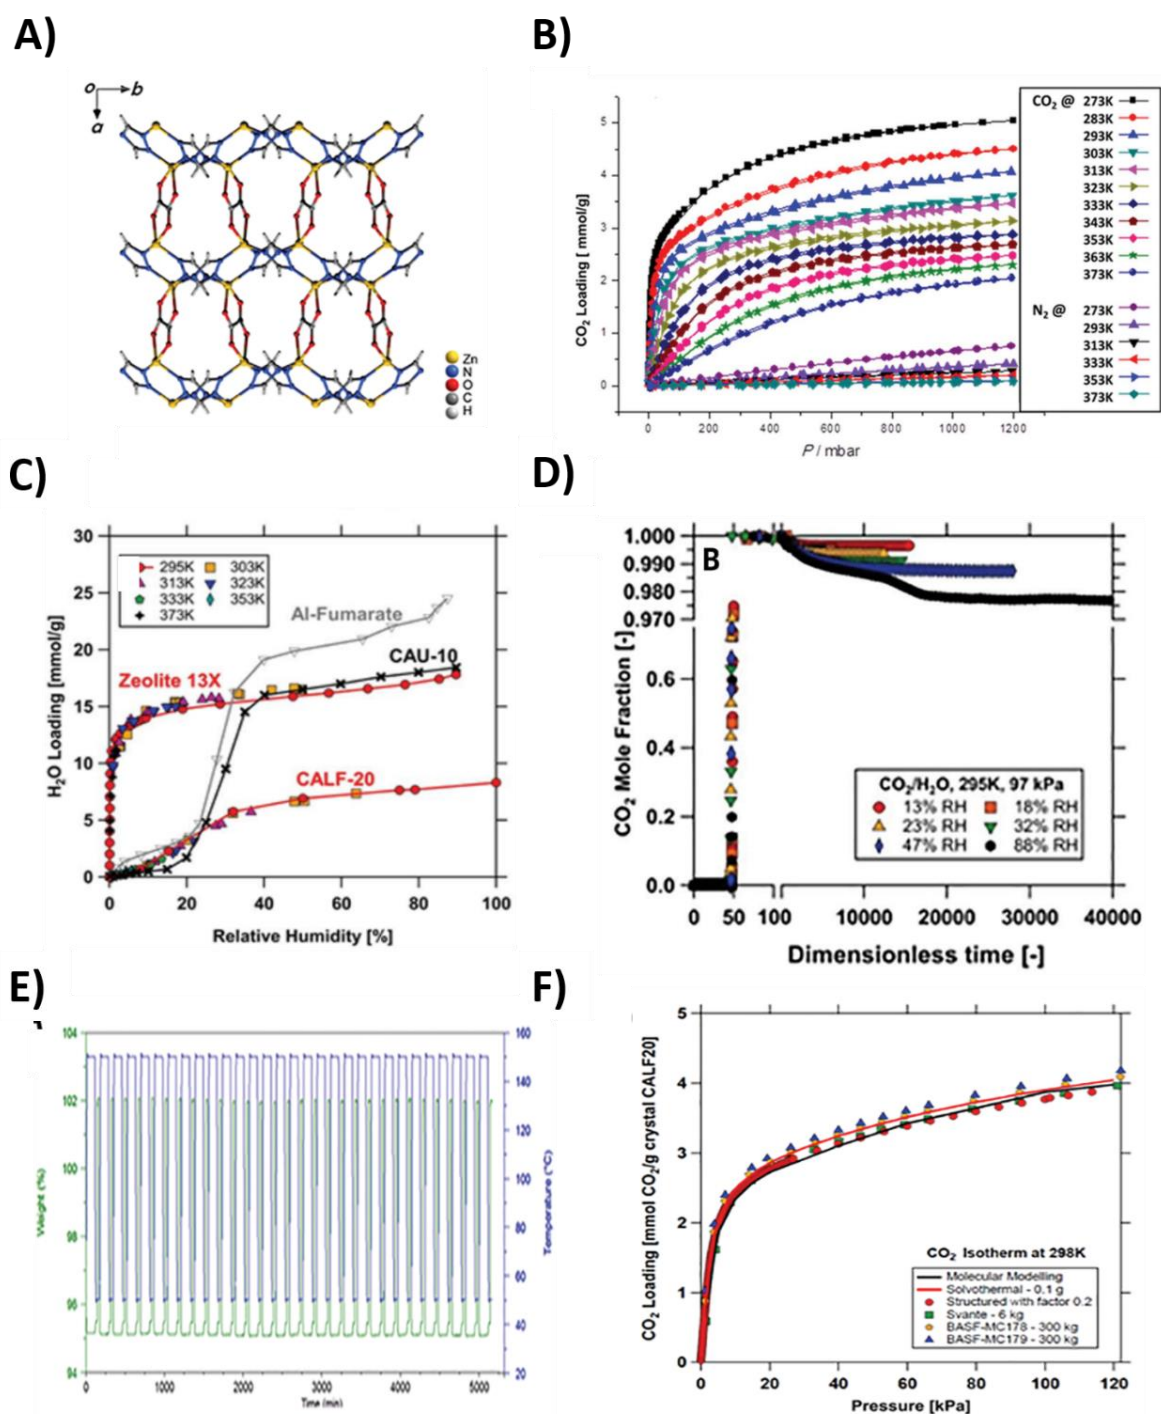 A)
o
b
a
Zn
N
O
C
H
B)
CO2 Loading [ mmol/g]
5
4
3
2
1
0
0 200 400 600 800 1000 1200
P / mbar
CO2 @ 273K
283K
293K
303K
313K
323K
333K
343K
353K
363K
373K
N2 @ 273K
293K
313K
333K
353K
373K
C)
H2O Loading [mmol/g]
30
25
20
15
10
5
0
295K 303K
313K 323K
333K 353K
373K
Al-Fumarate
CAU-10
Zeolite 13X
CALF-20
0 20 40 60 80 100
Relative Humidity [%]
D)
B
CO2 Mole Fraction [-]
1.000
0.990
0.980
0.970
0.6
0.4
0.2
0.0
CO2/H2O, 295K, 97 kPa
13% RH 18% RH
23% RH 32% RH
47% RH 88% RH
0 50 100 10000 20000 30000 40000
Dimensionless time [-]
E)
Weight (%)
104
102
100
98
96
94
160
140
120
100
80
60
40
20
Temperature (°C)
0 1000 2000 3000 4000 5000
Time (min)
F)
CO2 Loading [mmol CO2/g crystal CALF20]
5
4
3
2
1
0
CO2 Isotherm at 298K
Molecular Modelling
Solvothermal - 0.1 g
Structured with factor 0.2
Svante - 6 kg
BASF-MC178 - 300 kg
BASF-MC179 - 300 kg
0 20 40 60 80 100 120
Pressure [kPa]